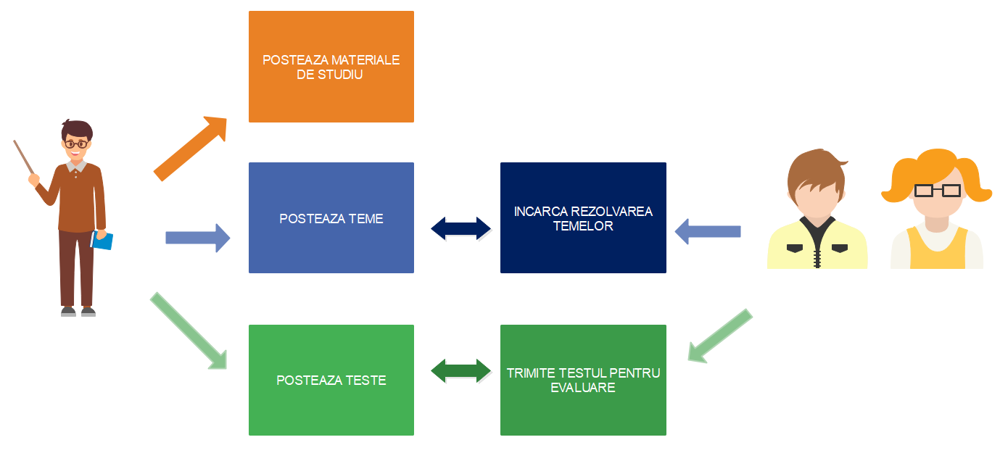 POSTEAZA MATERIALE
DE STUDIU
POSTEAZA TEME
INCARCA REZOLVAREA
TEMELOR
POSTEAZA TESTE
TRIMITE TESTUL PENTRU
EVALUARE